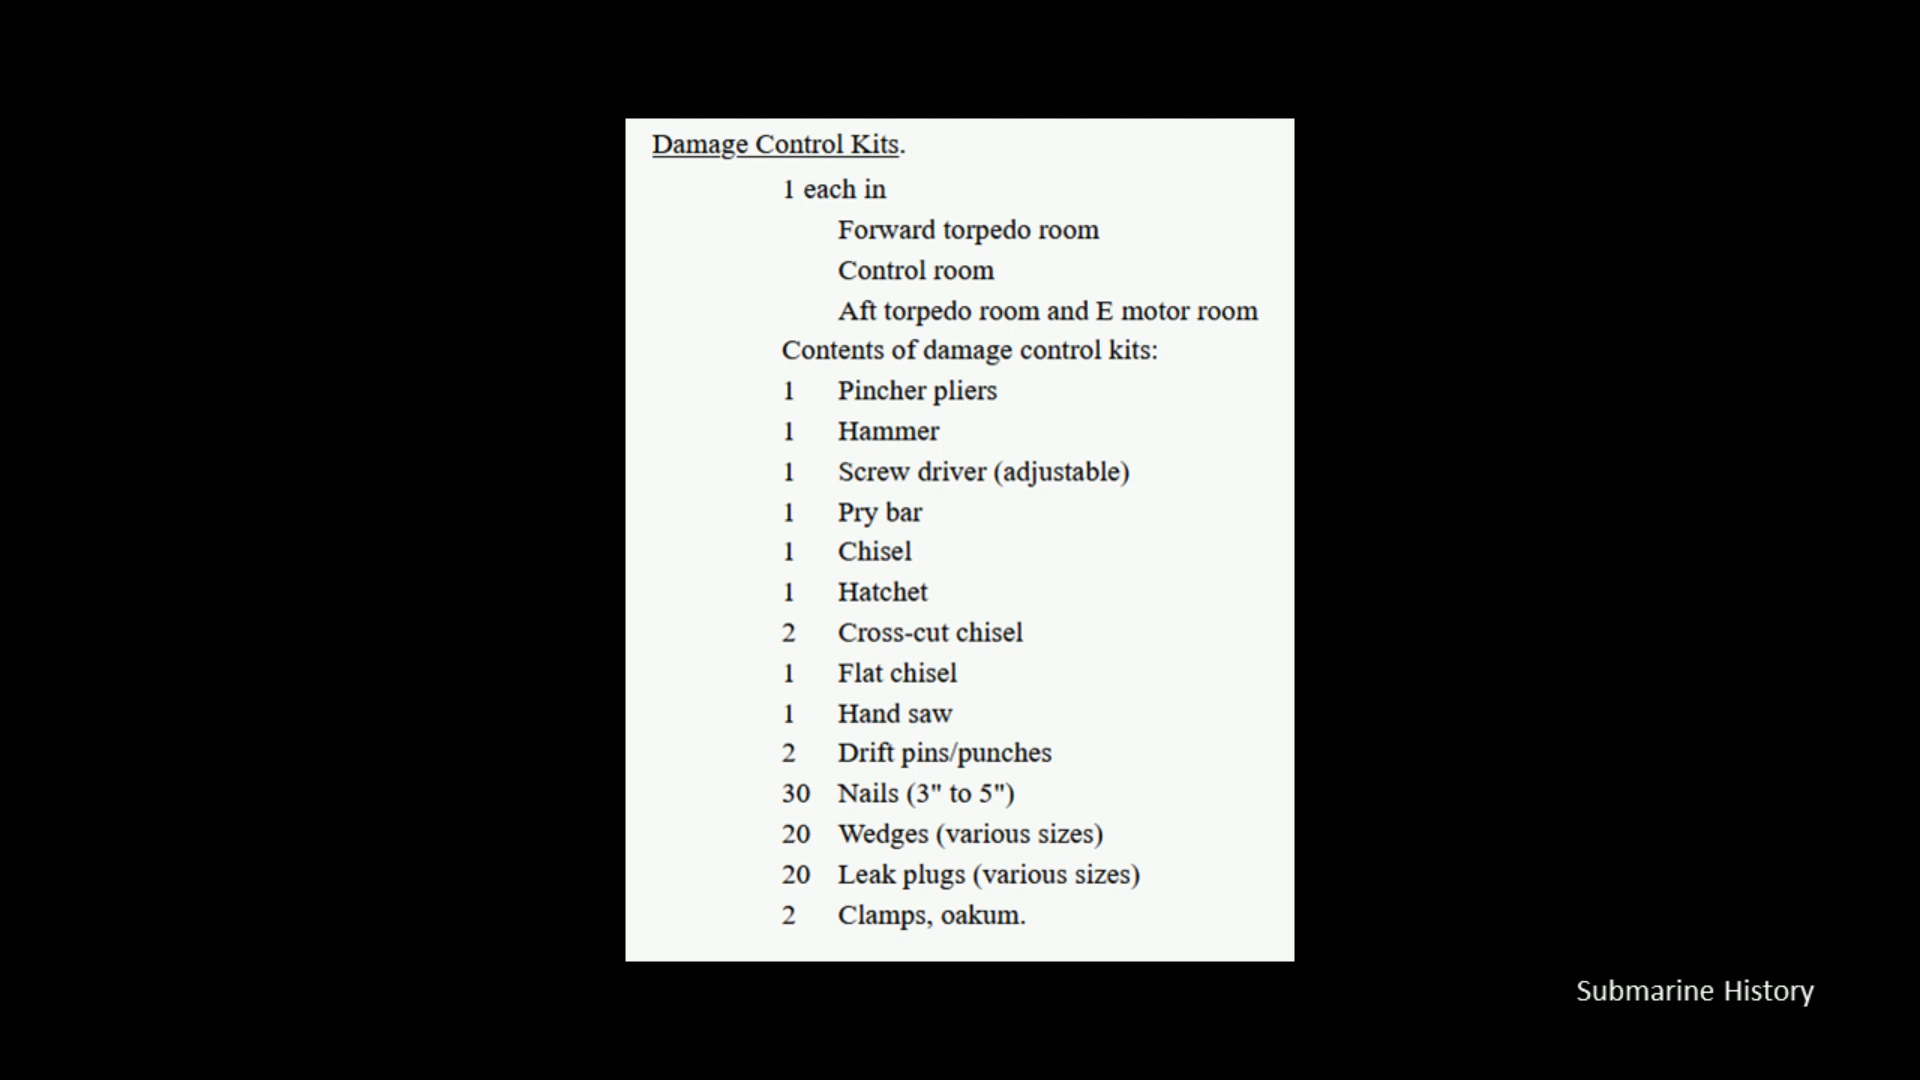 Damage Control Kits.
1 each in
Forward torpedo room
Control room
Aft torpedo room and E motor room
Contents of damage control kits:
1 Pincher pliers
1 Hammer
1 Screw driver (adjustable)
1 Pry bar
1 Chisel
1 Hatchet
2 Cross-cut chisel
1 Flat chisel
1 Hand saw
2 Drift pins/punches
30 Nails (3" to 5")
20 Wedges (various sizes)
20 Leak plugs (various sizes)
2 Clamps, oakum.
Submarine History